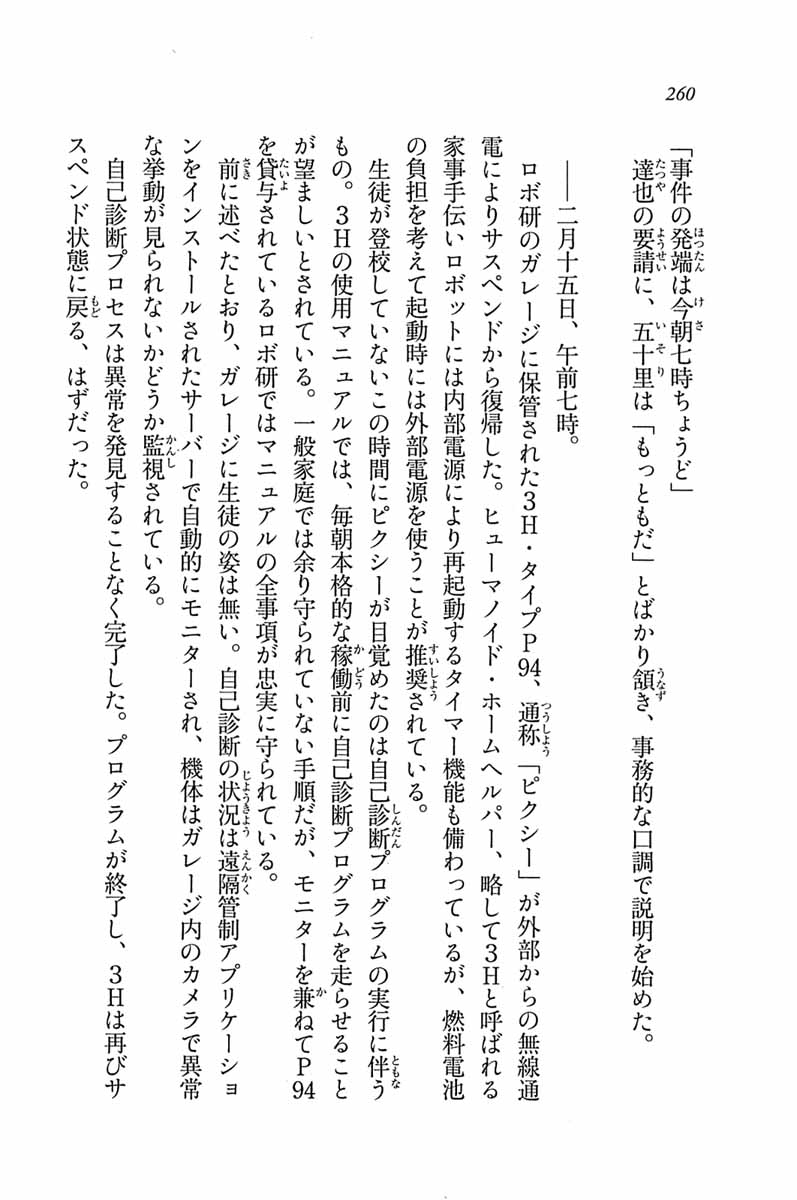 260
「事件の発端は今朝七時ちょうど」
達也の要請に、五十里は「もっともだ」とばかり頷き、事務的な口調で説明を始めた。
――二月十五日、午前七時。
ロボ研のガレージに保管された3H・タイプP94、通称「ピクシー」が外部からの無線通
電によりサスペンドから復帰した。ヒューマノイド・ホームヘルパー、略して3Hと呼ばれる
家事手伝いロボットには内部電源により再起動するタイマー機能も備わっているが、燃料電池
の負担を考えて起動時には外部電源を使うことが推奨されている。
生徒が登校していないこの時間にピクシーが目覚めたのは自己診断プログラムの実行に伴う
もの。3Hの使用マニュアルでは、毎朝本格的な稼働前に自己診断プログラムを走らせること
が望ましいとされている。一般家庭では余り守られていない手順だが、モニターを兼ねてP94
を貸与されているロボ研ではマニュアルの全事項が忠実に守られている。
前に述べたとおり、ガレージに生徒の姿は無い。自己診断の状況は遠隔管制アプリケーショ
ンをインストールされたサーバーで自動的にモニターされ、機体はガレージ内のカメラで異常
な挙動が見られないかどうか監視されている。
自己診断プロセスは異常を発見することなく完了した。プログラムが終了し、3Hは再びサ
スペンド状態に戻る、はずだった。